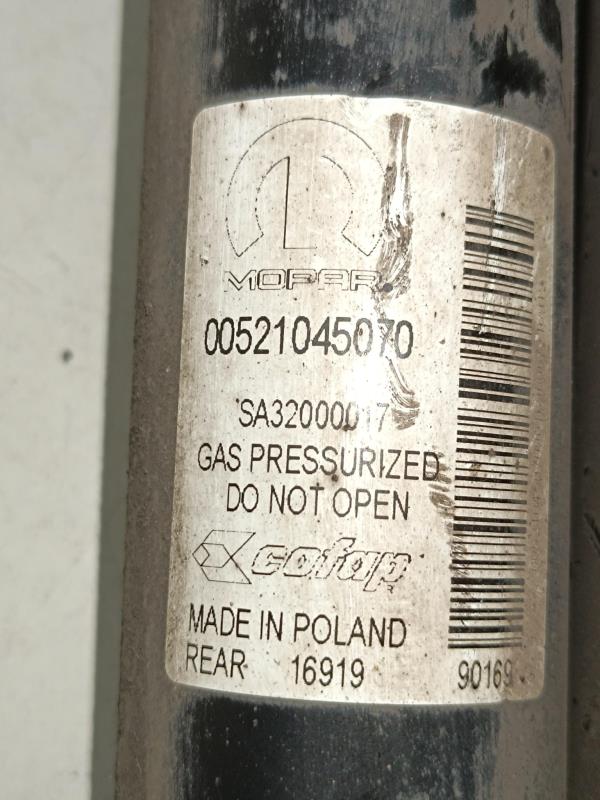 MOPAR
00521045070
SA32000017
GAS PRESSURIZED
DO NOT OPEN
cofap
MADE IN POLAND
REAR 16919 90169